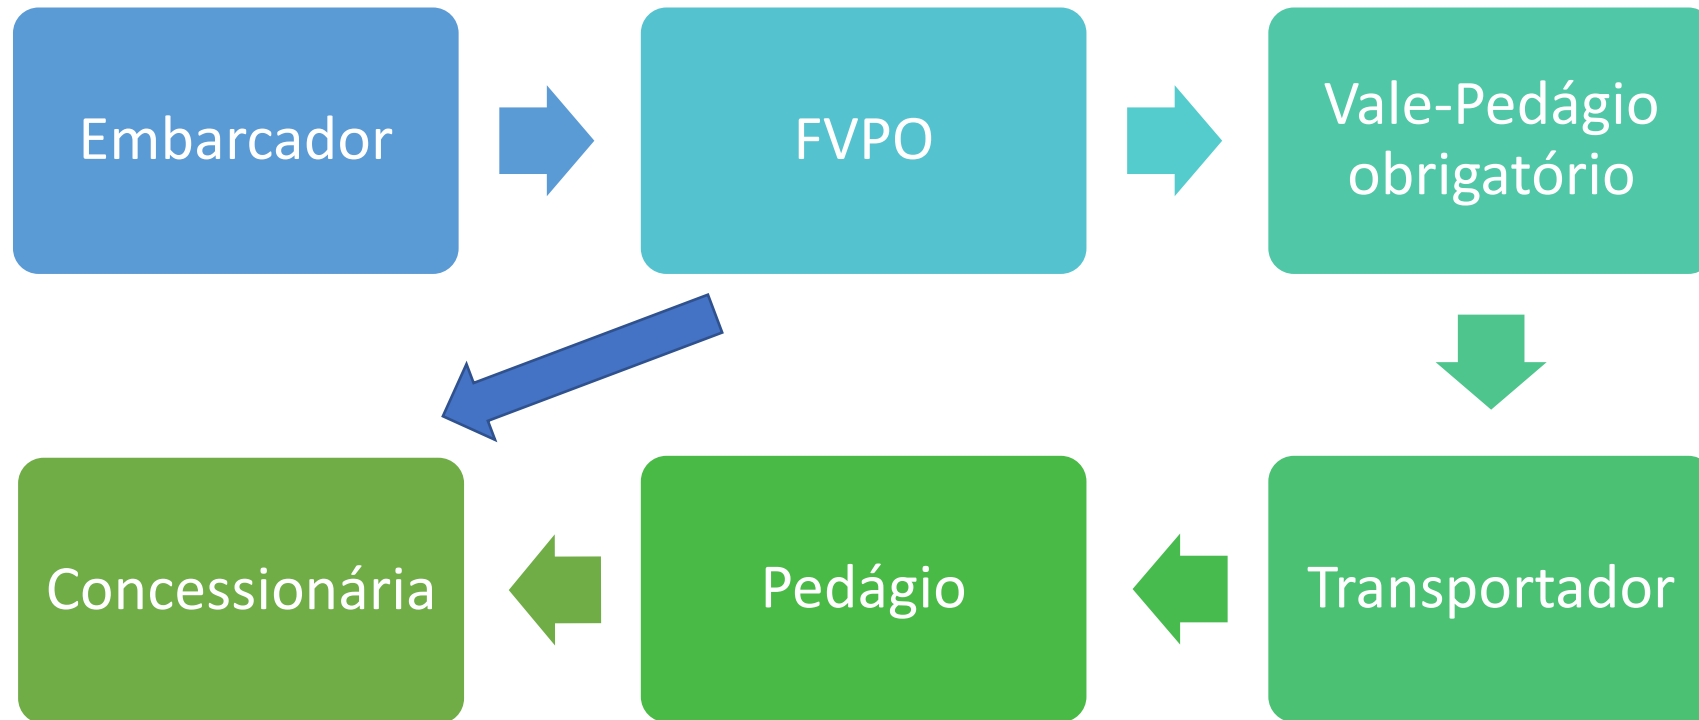 Embarcador
FVPO
Vale-Pedágio
obrigatório
Concessionária
Pedágio
Transportador